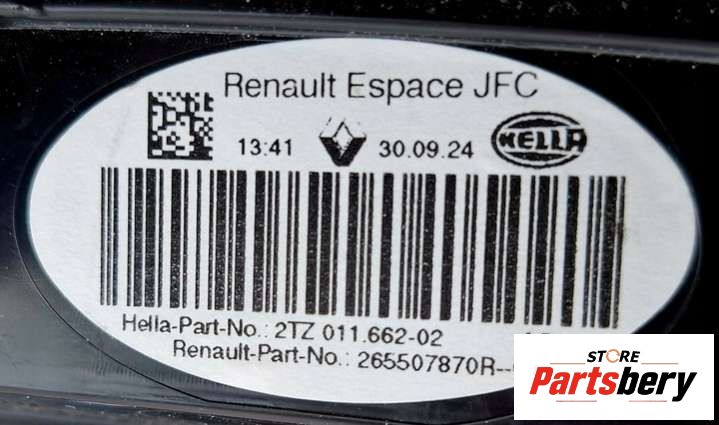 Renault Espace JFC
13:41 30.09.24 HELLA
Hella-Part-No.: 2TZ 011.662-02
Renault-Part-No.: 265507870R--
STORE
Partsbery